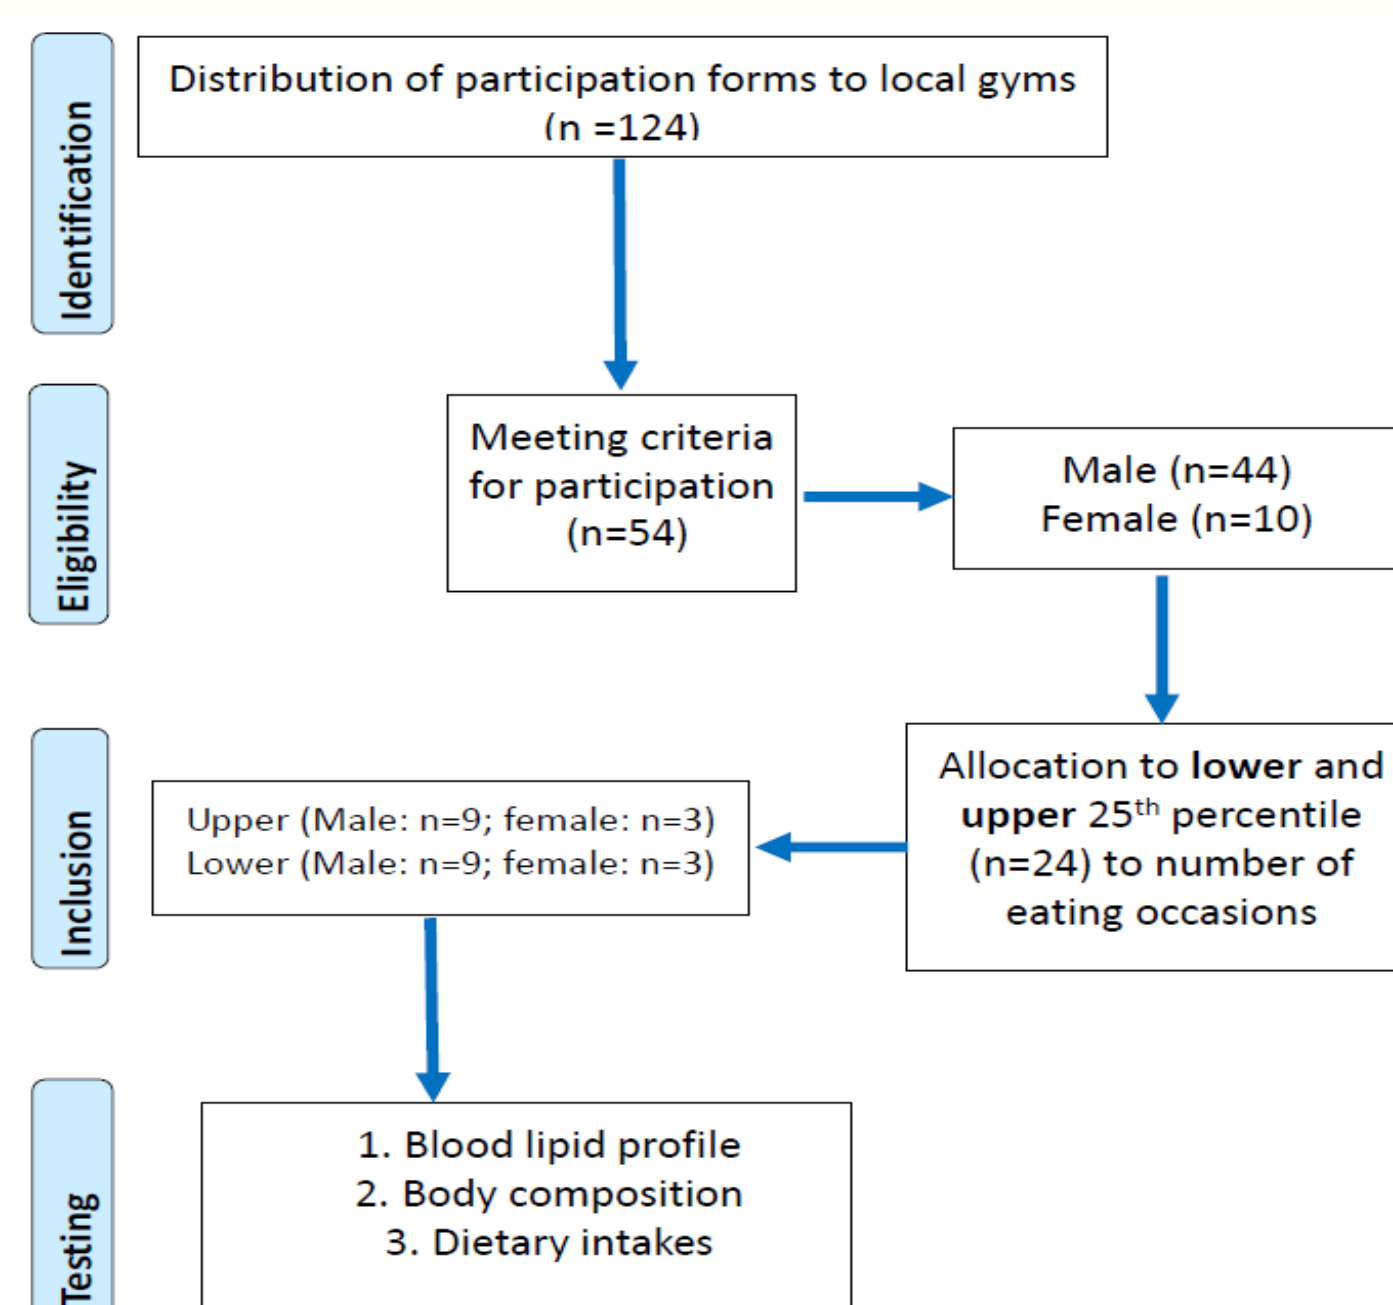 Identification
Distribution of participation forms to local gyms
(n =124)
Eligibility
Meeting criteria
for participation
(n=54)
Male (n=44)
Female (n=10)
Inclusion
Allocation to lower and
upper 25th percentile
(n=24) to number of
eating occasions
Upper (Male: n=9; female: n=3)
Lower (Male: n=9; female: n=3)
Testing
1. Blood lipid profile
2. Body composition
3. Dietary intakes